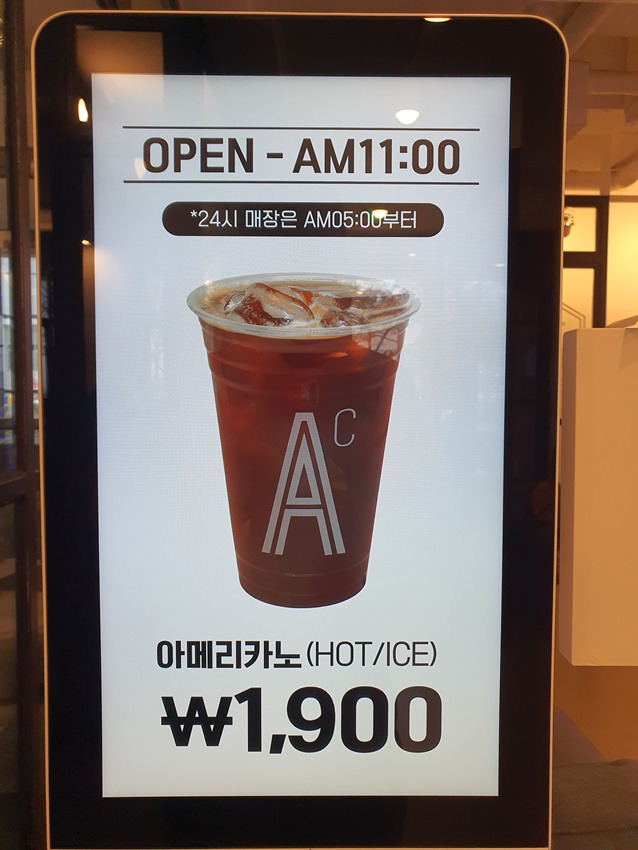 OPEN - AM11:00
*24시 매장은 AM05:00부터
A C
아메리카노(HOT/ICE)
₩1,900